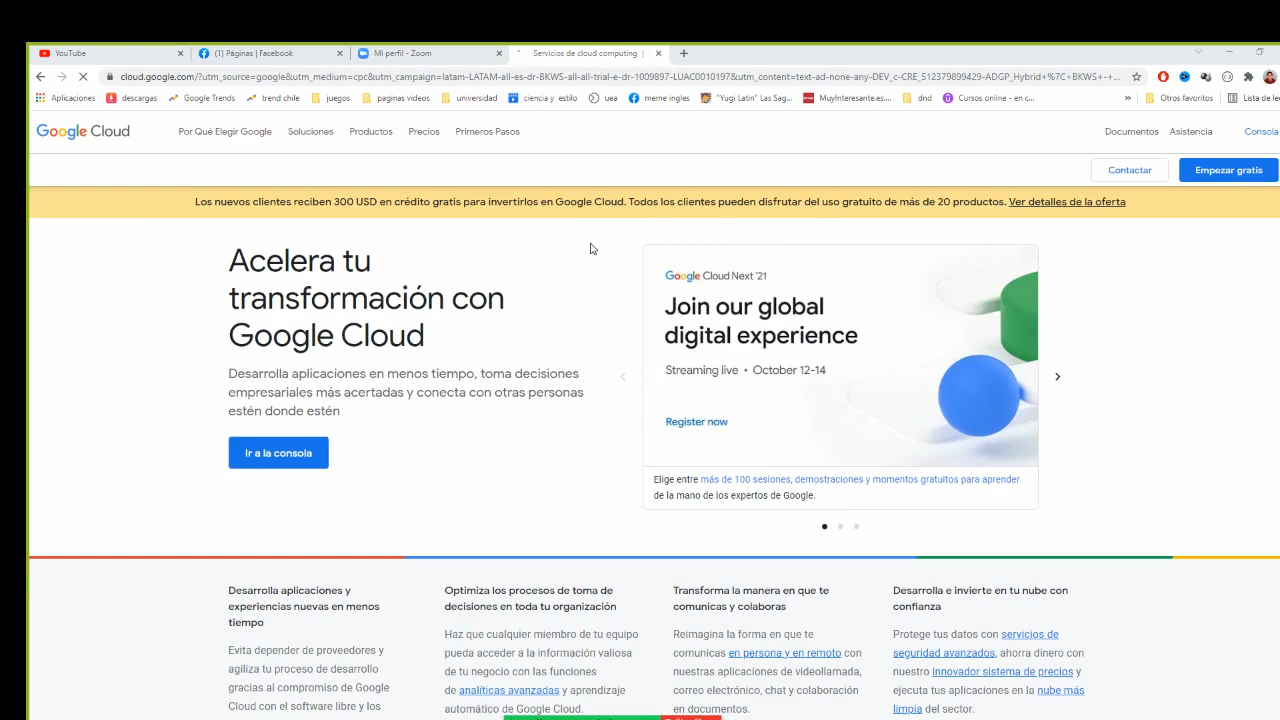 YouTube
(1) Páginas | Facebook
Mi perfil - Zoom
Servicios de cloud computing |
cloud.google.com/?utm_source=google&utm_medium=cpc&utm_campaign=latam-LATAM-all-es-dr-BKWS-all-all-trial-e-dr-1009897-LUAC0010197&utm_content=text-ad-none-any-DEV_c-CRE_512379899429-ADGP_Hybrid+%7C+BKWS+-+...
Aplicaciones
descargas
Google Trends
trend chile
juegos
paginas videos
universidad
ciencia y estilo
uea
meme ingles
"Yugi Latin" Las Sag...
MuyInteresante.es...
dnd
Cursos online - en c...
»
Otros favoritos
Lista de lec
Google Cloud
Por Qué Elegir Google
Soluciones
Productos
Precios
Primeros Pasos
Documentos
Asistencia
Consola
Contactar
Empezar gratis
Los nuevos clientes reciben 300 USD en crédito gratis para invertirlos en Google Cloud. Todos los clientes pueden disfrutar del uso gratuito de más de 20 productos. Ver detalles de la oferta
Acelera tu
transformación con
Google Cloud
Desarrolla aplicaciones en menos tiempo, toma decisiones
empresariales más acertadas y conecta con otras personas
estén donde estén
Ir a la consola
Google Cloud Next '21
Join our global
digital experience
Streaming live • October 12-14
Register now
Elige entre más de 100 sesiones, demostraciones y momentos gratuitos para aprender
de la mano de los expertos de Google.
Desarrolla aplicaciones y
experiencias nuevas en menos
tiempo
Evita depender de proveedores y
agiliza tu proceso de desarrollo
gracias al compromiso de Google
Cloud con el software libre y los
Optimiza los procesos de toma de
decisiones en toda tu organización
Haz que cualquier miembro de tu equipo
pueda acceder a la información valiosa
de tu negocio con las funciones
de analíticas avanzadas y aprendizaje
automático de Google Cloud.
Transforma la manera en que te
comunicas y colaboras
Reimagina la forma en que te
comunicas en persona y en remoto con
nuestras aplicaciones de videollamada,
correo electrónico, chat y colaboración
en documentos.
Desarrolla e invierte en tu nube con
confianza
Protege tus datos con servicios de
seguridad avanzados, ahorra dinero con
nuestro innovador sistema de precios y
ejecuta tus aplicaciones en la nube más
limpia del sector.